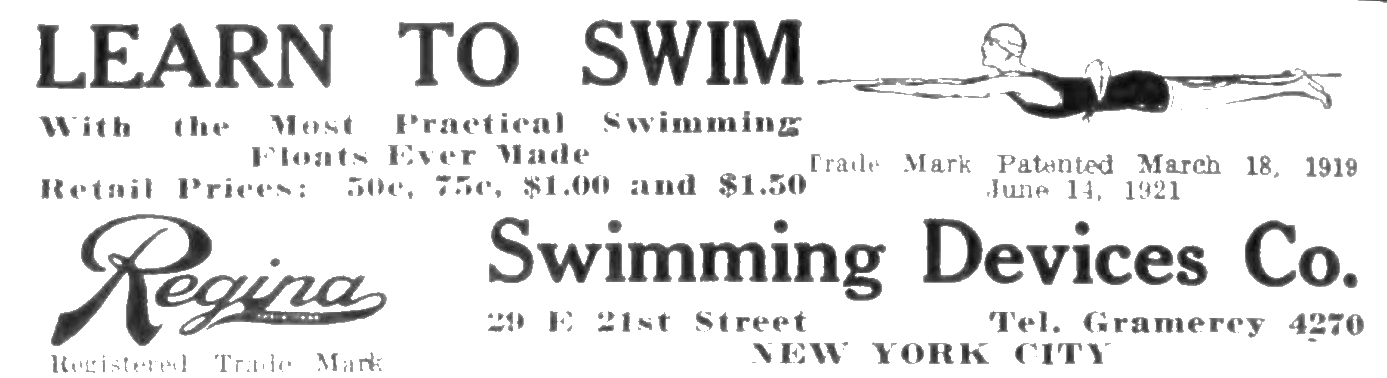 LEARN TO SWIM
With the Most Practical Swimming
Floats Ever Made
Retail Prices: 50c, 75c, $1.00 and $1.50
Trade Mark Patented March 18, 1919
June 14, 1921
Regina
Registered Trade Mark
Swimming Devices Co.
29 E 21st Street Tel. Gramercy 4270
NEW YORK CITY